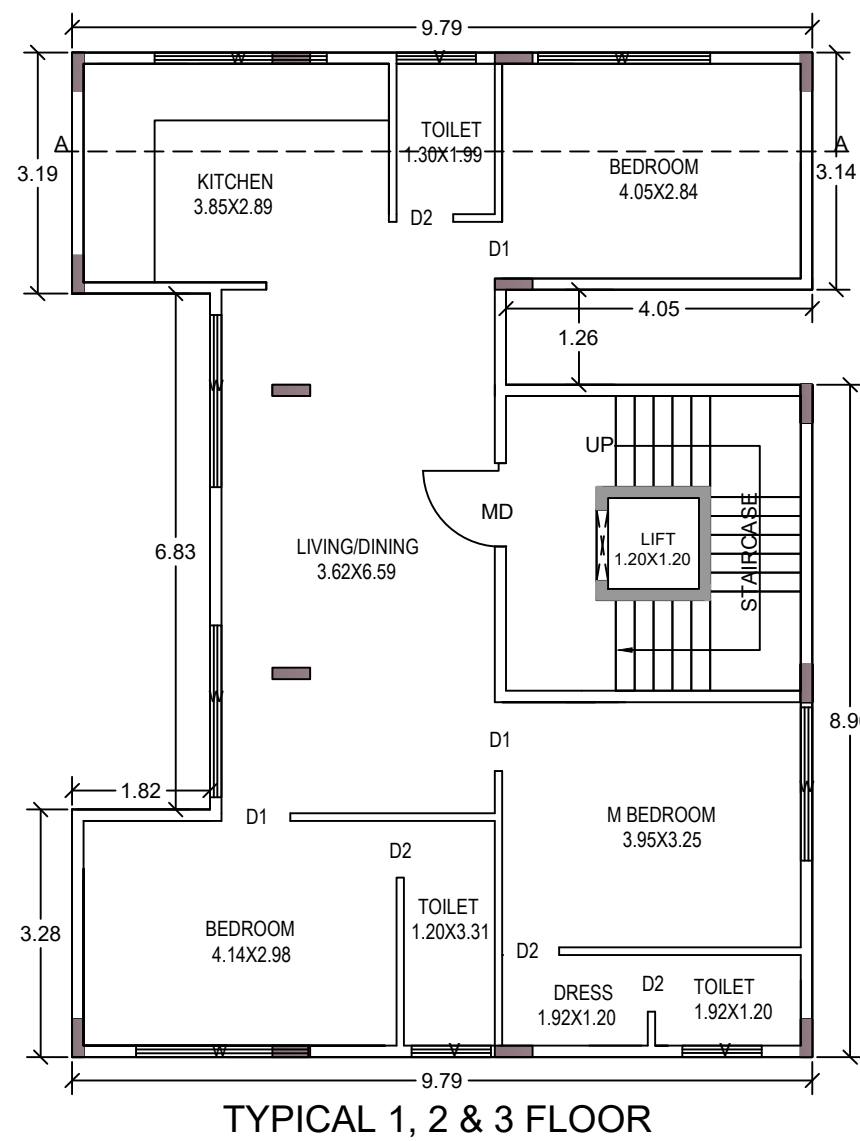 9.79
W
V
W
A
TOILET
1.30X1.99
A
3.19
BEDROOM
4.05X2.84
3.14
KITCHEN
3.85X2.89
D2
D1
4.05
1.26
W
UP
MD
LIFT
1.20X1.20
STAIRCASE
LIVING/DINING
3.62X6.59
6.83
W
D1
8.9
1.82
W
D1
M BEDROOM
3.95X3.25
D2
3.28
BEDROOM
4.14X2.98
TOILET
1.20X3.31
D2
DRESS
1.92X1.20
D2
TOILET
1.92X1.20
W
V
V
9.79
TYPICAL 1, 2 & 3 FLOOR